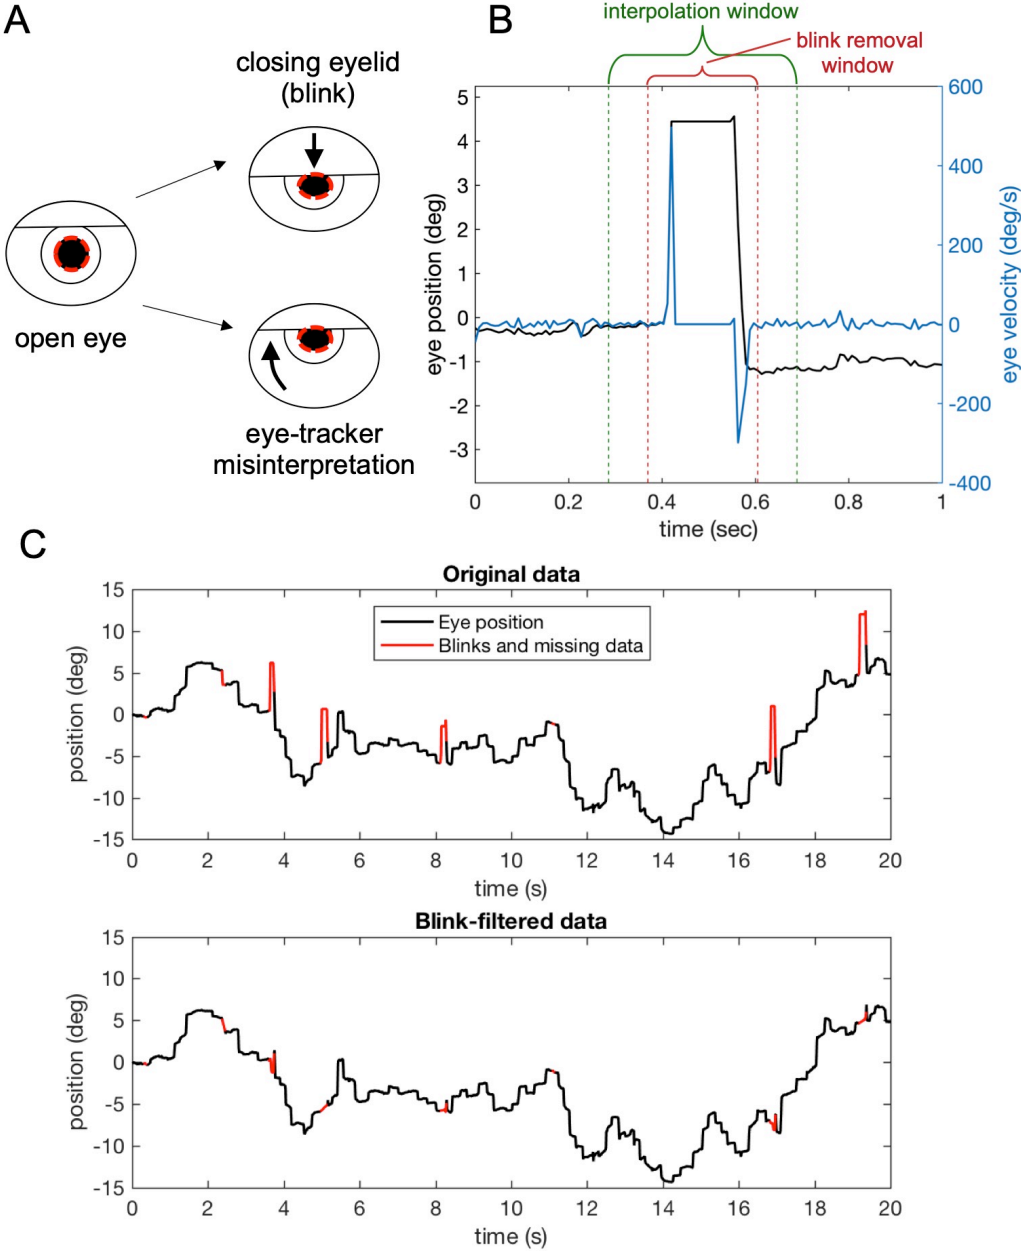 A
closing eyelid
(blink)
open eye
eye-tracker
misinterpretation
B
interpolation window
blink removal
window
eye position (deg)
5
4
3
2
1
0
-1
-2
-3
600
400
200
0
-200
-400
eye velocity (deg/s)
0 0.2 0.4 0.6 0.8 1
time (sec)
C
Original data
Eye position
Blinks and missing data
position (deg)
15
10
5
0
-5
-10
-15
0 2 4 6 8 10 12 14 16 18 20
time (s)
Blink-filtered data
position (deg)
15
10
5
0
-5
-10
-15
0 2 4 6 8 10 12 14 16 18 20
time (s)